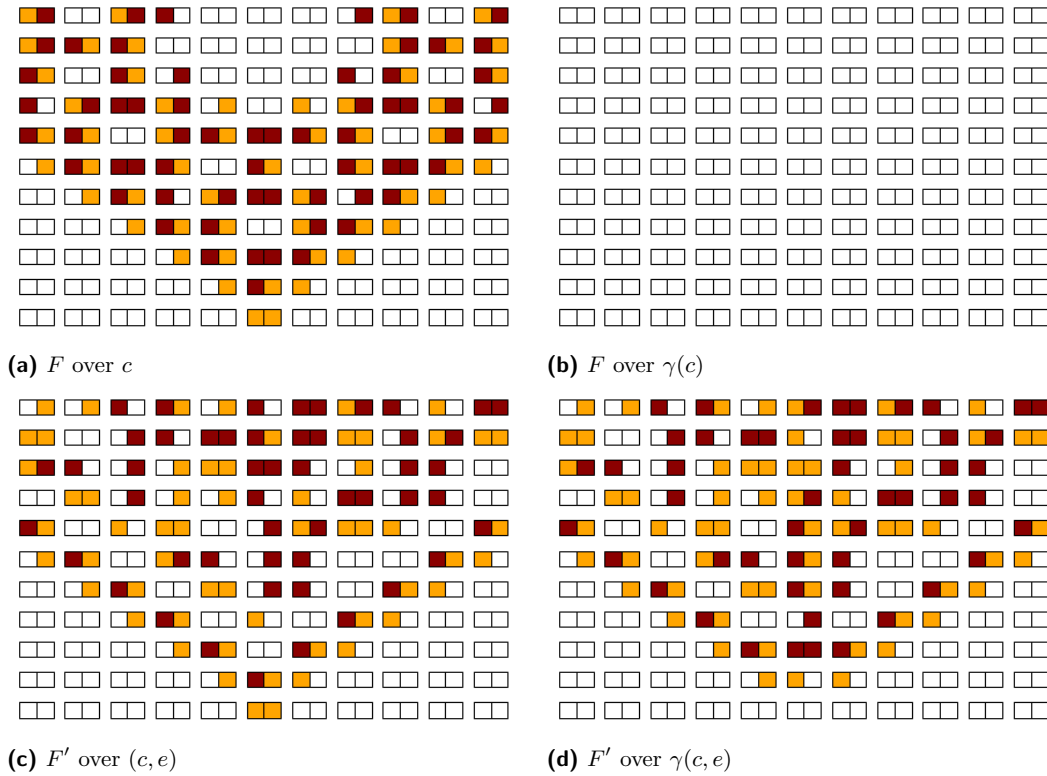 (a) F over c
(b) F over γ(c)
(c) F′ over (c, e)
(d) F′ over γ(c, e)